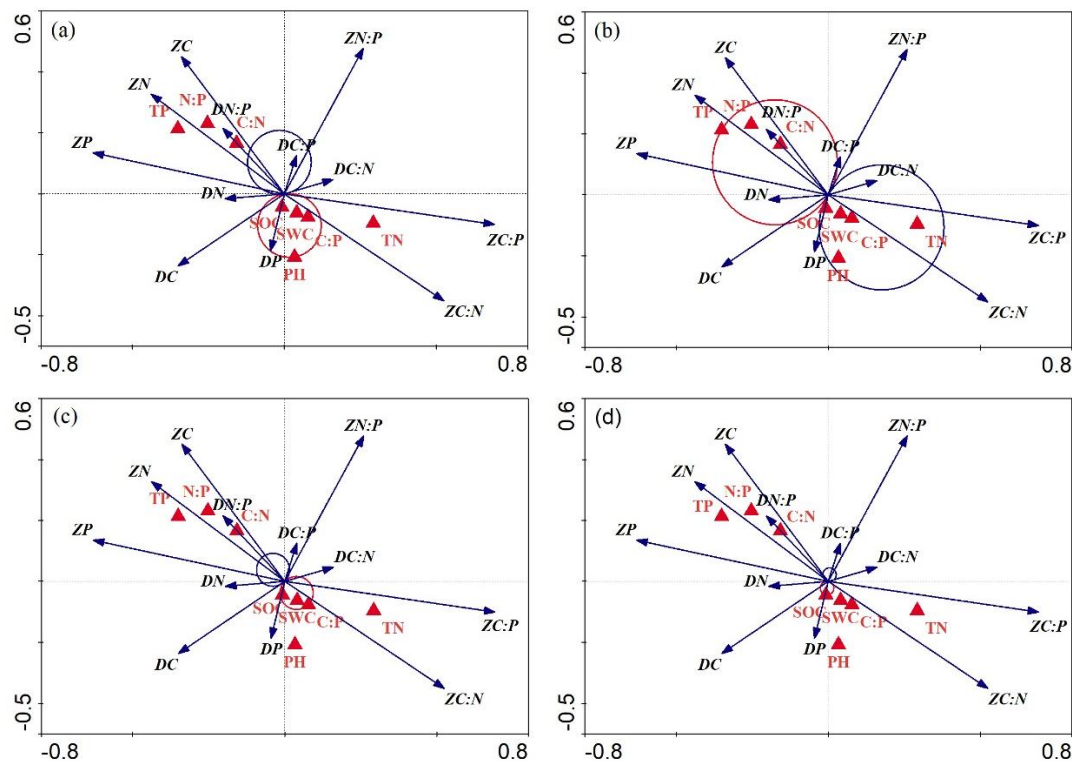 0.6
(a)
ZN:P
ZC
ZN
N:P
TP
DN:P
C:N
ZP
DC:P
DC:N
DN
SOC
SWC
C:P
TN
ZC:P
DC
DP
PH
ZC:N
-0.5
-0.8
0.8
0.6
(b)
ZN:P
ZC
ZN
N:P
TP
DN:P
C:N
ZP
DC:P
DC:N
DN
SOC
SWC
C:P
TN
ZC:P
DC
DP
PH
ZC:N
-0.5
-0.8
0.8
0.6
(c)
ZN:P
ZC
ZN
N:P
TP
DN:P
C:N
ZP
DC:P
DC:N
DN
SOC
SWC
C:P
TN
ZC:P
DC
DP
PH
ZC:N
-0.5
-0.8
0.8
0.6
(d)
ZN:P
ZC
ZN
N:P
TP
DN:P
C:N
ZP
DC:P
DC:N
DN
SOC
SWC
C:P
TN
ZC:P
DC
DP
PH
ZC:N
-0.5
-0.8
0.8